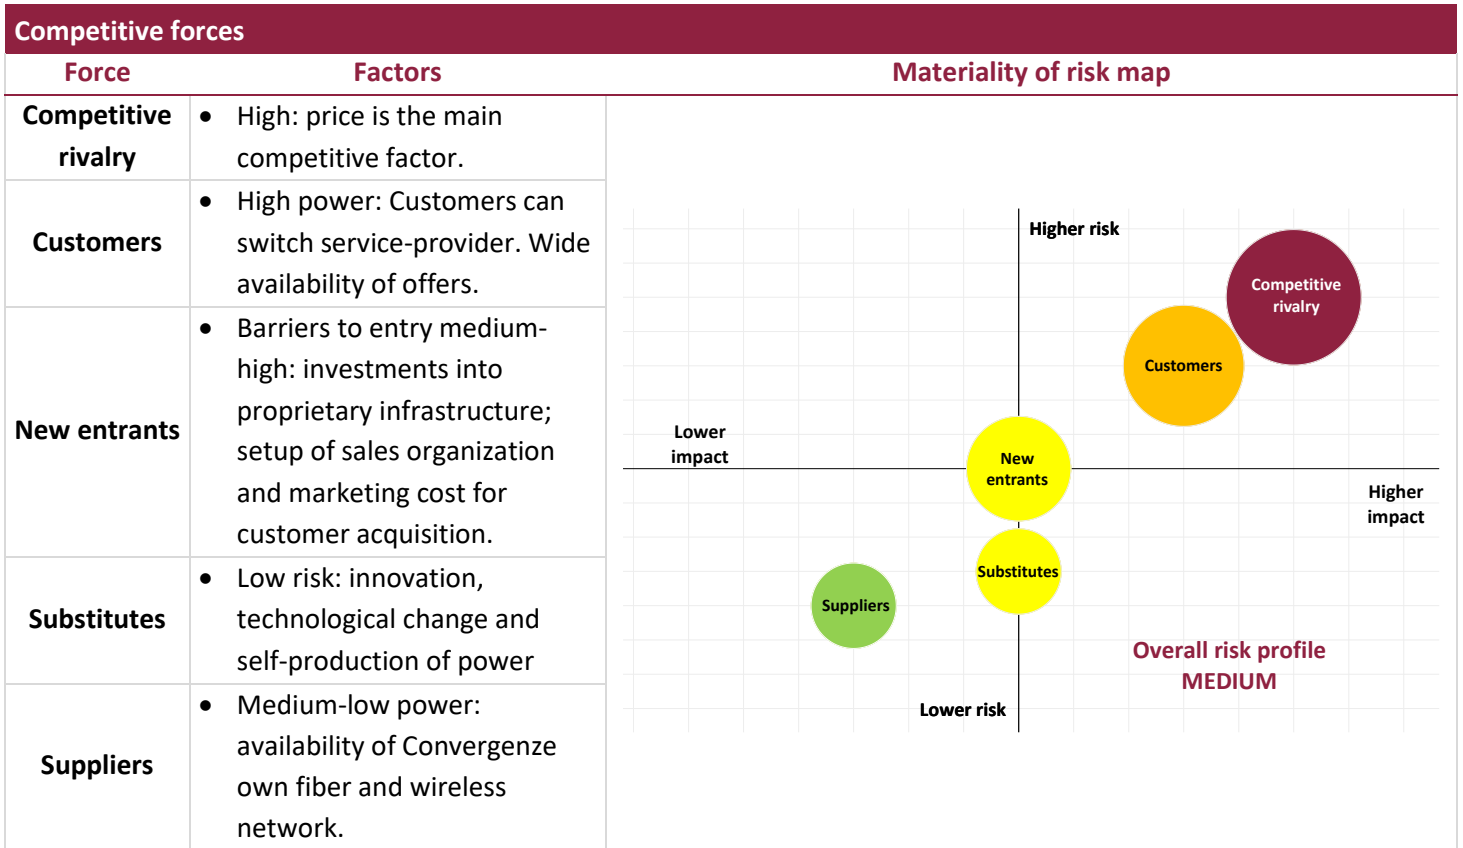 Competitive forces
Force
Factors
Materiality of risk map
Competitive
rivalry
• High: price is the main
competitive factor.
Customers
• High power: Customers can
switch service-provider. Wide
availability of offers.
New entrants
• Barriers to entry medium-
high: investments into
proprietary infrastructure;
setup of sales organization
and marketing cost for
customer acquisition.
Substitutes
• Low risk: innovation,
technological change and
self-production of power
Suppliers
• Medium-low power:
availability of Convergenze
own fiber and wireless
network.
Higher risk
Competitive
rivalry
Customers
Lower
impact
New
entrants
Higher
impact
Substitutes
Suppliers
Overall risk profile
MEDIUM
Lower risk